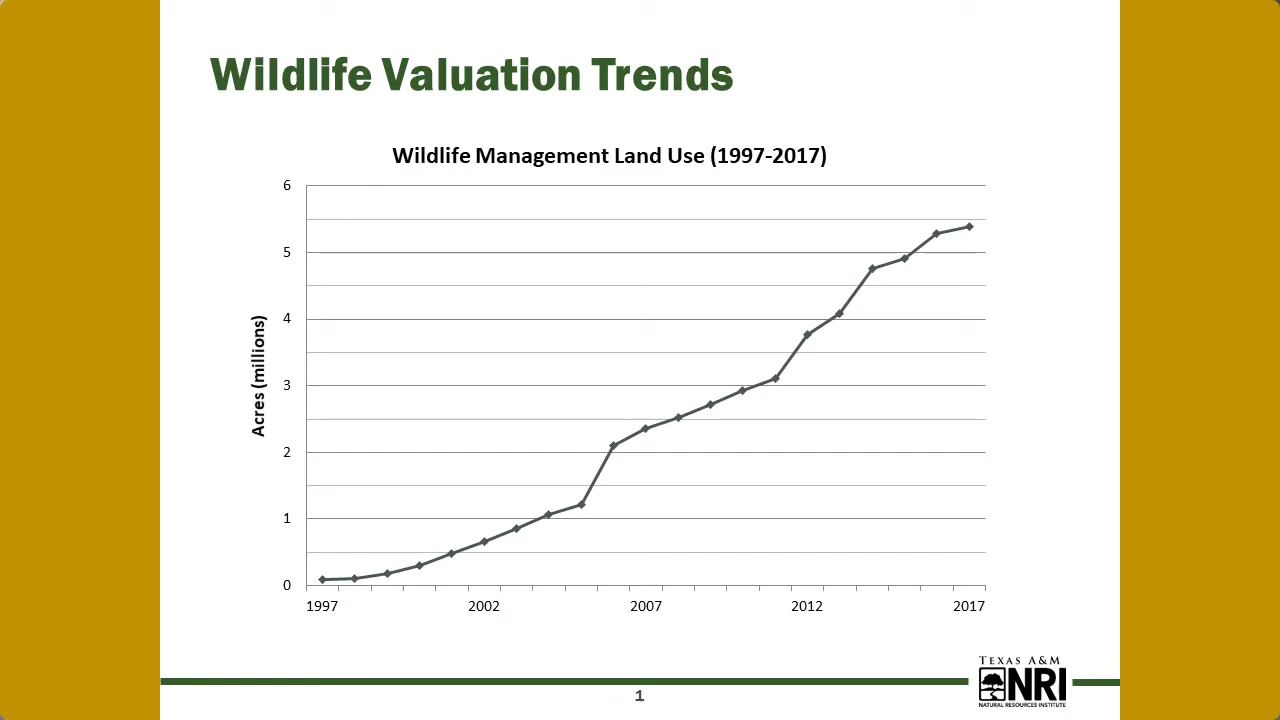 Wildlife Valuation Trends
Wildlife Management Land Use (1997-2017)
6
5
4
3
2
1
0
Acres (millions)
1997 2002 2007 2012 2017
TEXAS A&M
NRI
NATURAL RESOURCES INSTITUTE
1